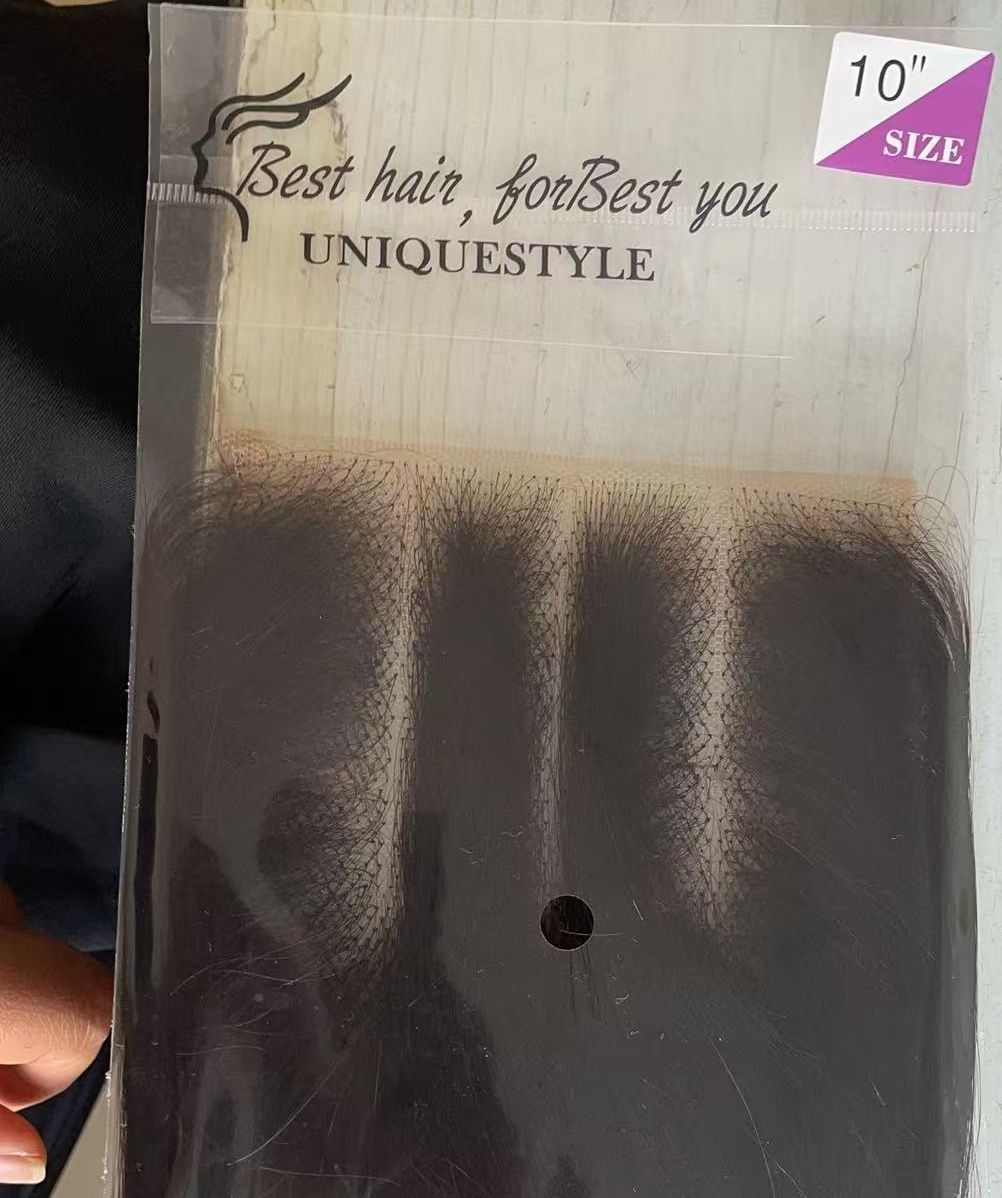 10"
SIZE
Best hair, forBest you
UNIQUESTYLE